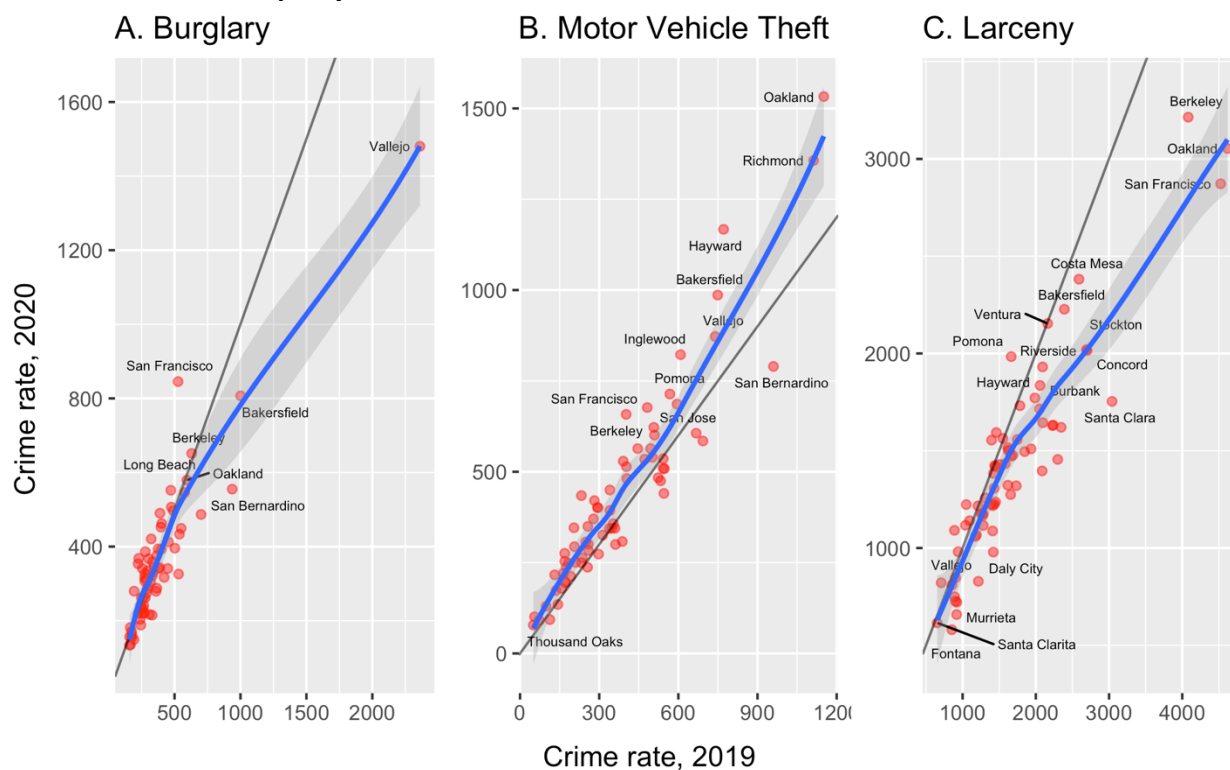 A. Burglary
B. Motor Vehicle Theft
C. Larceny
Crime rate, 2020
1600
1200
800
400
Vallejo
San Francisco
Bakersfield
Berkeley
Long Beach
Oakland
San Bernardino
500
1000
1500
2000
1500
1000
500
0
Oakland
Richmond
Hayward
Bakersfield
Vallejo
Inglewood
San Bernardino
Pomona
San Francisco
San Jose
Berkeley
Thousand Oaks
0
300
600
900
1200
3000
2000
1000
Berkeley
Oakland
San Francisco
Costa Mesa
Bakersfield
Ventura
Stockton
Pomona
Riverside
Concord
Hayward
Burbank
Santa Clara
Vallejo
Daly City
Murrieta
Santa Clarita
Fontana
1000
2000
3000
4000
Crime rate, 2019